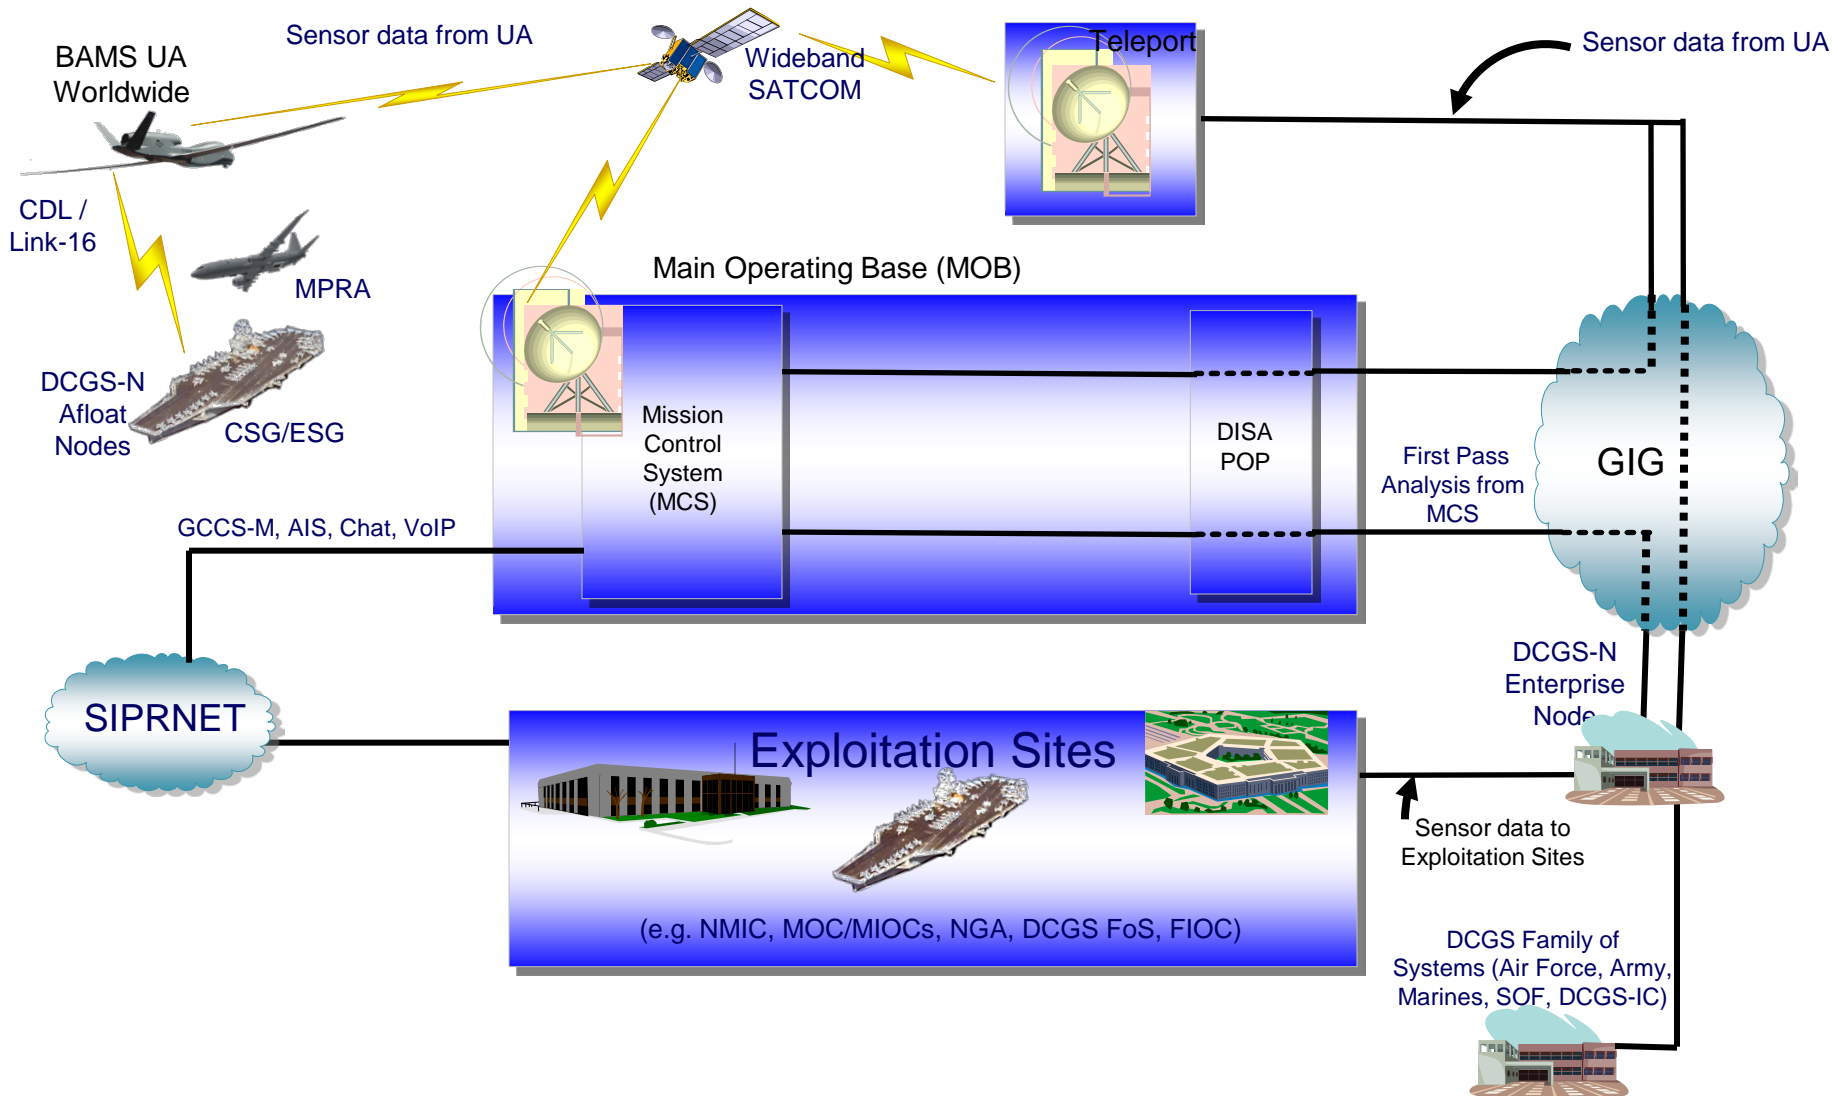 Sensor data from UA
BAMS UA
Worldwide
Wideband
SATCOM
Teleport
Sensor data from UA
CDL /
Link-16
MPRA
DCGS-N
Afloat
Nodes
CSG/ESG
Main Operating Base (MOB)
Mission
Control
System
(MCS)
DISA
POP
First Pass
Analysis from
MCS
GIG
GCCS-M, AIS, Chat, VoIP
SIPRNET
DCGS-N
Enterprise
Node
Exploitation Sites
(e.g. NMIC, MOC/MIOCs, NGA, DCGS FoS, FIOC)
Sensor data to
Exploitation Sites
DCGS Family of
Systems (Air Force, Army,
Marines, SOF, DCGS-IC)